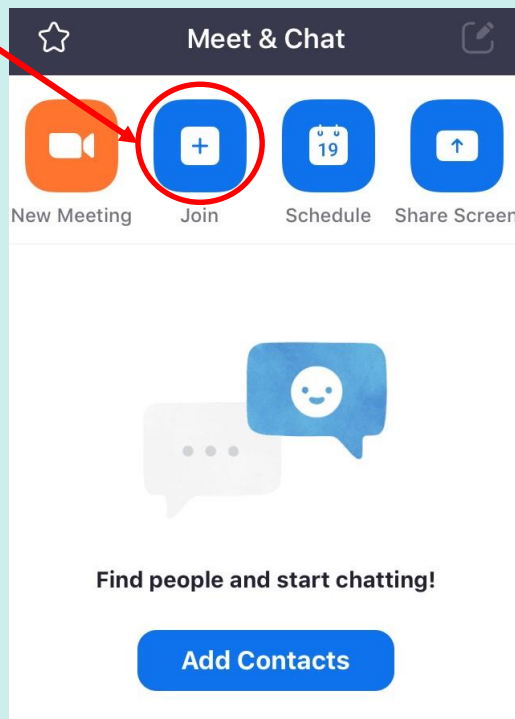 Meet & Chat
19
New Meeting Join Schedule Share Screen
Find people and start chatting!
Add Contacts